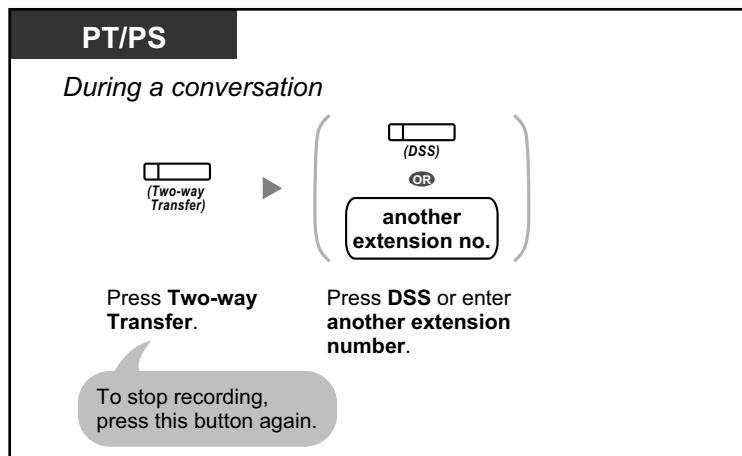 PT/PS
During a conversation
(Two-way
Transfer)
(DSS)
OR
another
extension no.
Press Two-way
Transfer.
Press DSS or enter
another extension
number.
To stop recording,
press this button again.